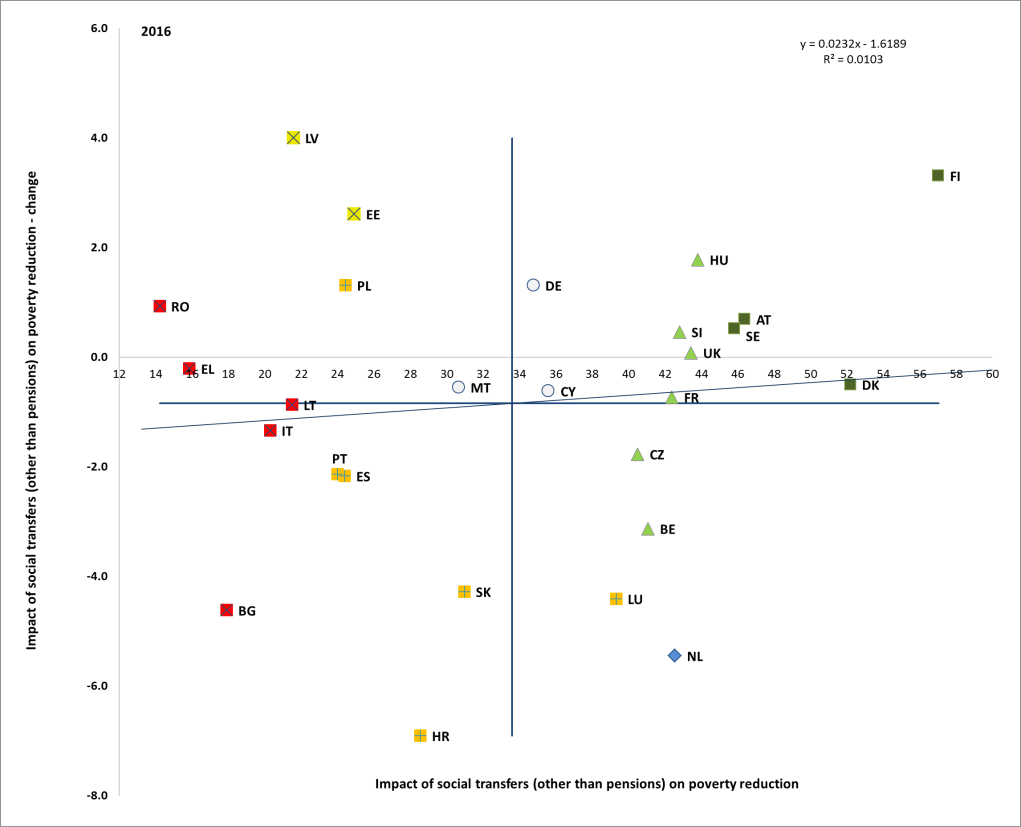 2016
y = 0.0232x - 1.6189
R² = 0.0103
6.0
4.0
2.0
0.0
-2.0
-4.0
-6.0
-8.0
12 14 16 18 20 22 24 26 28 30 32 34 36 38 40 42 44 46 48 50 52 54 56 58 60
LV
FI
EE
HU
PL
DE
RO
AT
SI
SE
UK
EL
MT
CY
DK
FR
LT
IT
PT
CZ
ES
BE
SK
LU
BG
NL
HR
Impact of social transfers (other than pensions) on poverty reduction - change
Impact of social transfers (other than pensions) on poverty reduction